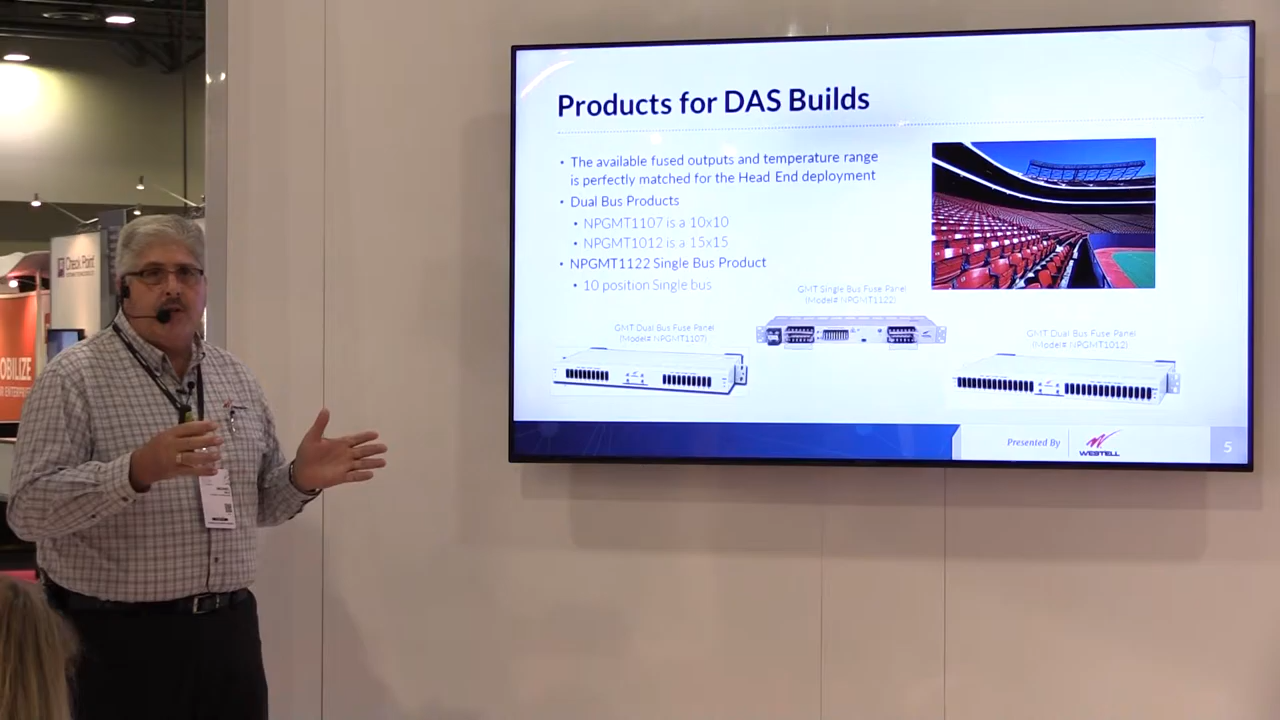 Products for DAS Builds
• The available fused outputs and temperature range
is perfectly matched for the Head End deployment
• Dual Bus Products
• NPGMT1107 is a 10x10
• NPGMT1012 is a 15x15
• NPGMT1122 Single Bus Product
• 10 position Single bus
GMT Single Bus Fuse Panel
(Model# NPGMT1122)
GMT Dual Bus Fuse Panel
(Model# NPGMT1107)
GMT Dual Bus Fuse Panel
(Model# NPGMT1012)
Presented By
WESTELL
5
Check Point
OBILIZE